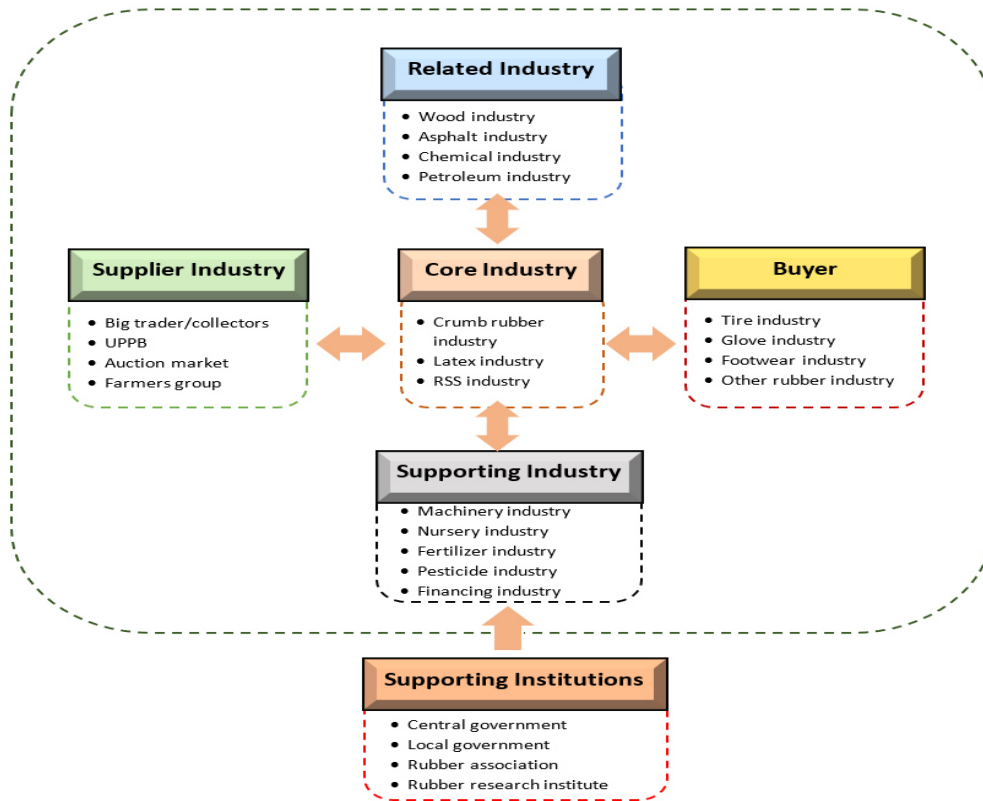 Related Industry
• Wood industry
• Asphalt industry
• Chemical industry
• Petroleum industry
Supplier Industry
• Big trader/collectors
• UPPB
• Auction market
• Farmers group
Core Industry
• Crumb rubber
industry
• Latex industry
• RSS industry
Buyer
• Tire industry
• Glove industry
• Footwear industry
• Other rubber industry
Supporting Industry
• Machinery industry
• Nursery industry
• Fertilizer industry
• Pesticide industry
• Financing industry
Supporting Institutions
• Central government
• Local government
• Rubber association
• Rubber research institute